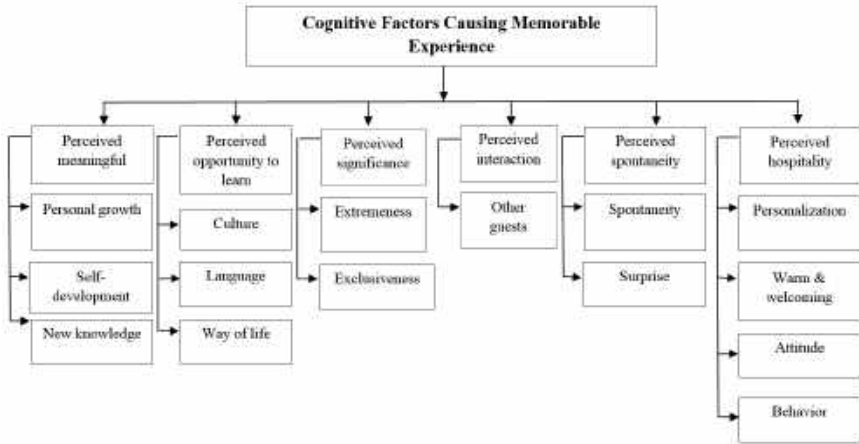 Cognitive Factors Causing Memorable
Experience
Perceived
meaningful
Personal growth
Self-
development
New knowledge
Perceived
opportunity to
learn
Culture
Language
Way of life
Perceived
significance
Extremeness
Exclusiveness
Perceived
interaction
Other
guests
Perceived
spontaneity
Spontaneity
Surprise
Perceived
hospitality
Personalization
Warm &
welcoming
Attitude
Behavior